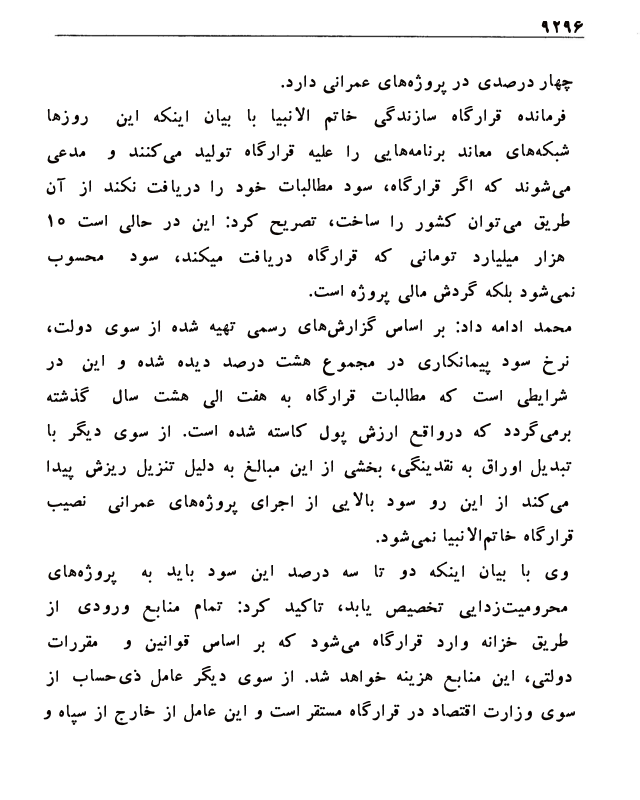 ۹۲۹۶
چهار درصدی در پروژه‌های عمرانی دارد.
فرمانده قرارگاه سازندگی خاتم الانبیا با بیان اینکه این روزها
شبکه‌های معاند برنامه‌هایی را علیه قرارگاه تولید می‌کنند و مدعی
می‌شوند که اگر قرارگاه، سود مطالبات خود را دریافت نکند از آن
طریق می‌توان کشور را ساخت، تصریح کرد: این در حالی است ۱۵
هزار میلیارد تومانی که قرارگاه دریافت میکند، سود محسوب
نمی‌شود بلکه گردش مالی پروژه است.
محمد ادامه داد: بر اساس گزارش‌های رسمی تهیه شده از سوی دولت،
نرخ سود پیمانکاری در مجموع هشت درصد دیده شده و این در
شرایطی است که مطالبات قرارگاه به هفت الی هشت سال گذشته
برمی‌گردد که درواقع ارزش پول کاسته شده است. از سوی دیگر با
تبدیل اوراق به نقدینگی، بخشی از این مبالغ به دلیل تنزیل ریزش پیدا
می‌کند از این رو سود بالایی از اجرای پروژه‌های عمرانی نصیب
قرارگاه خاتم‌الانبیا نمی‌شود.
وی با بیان اینکه دو تا سه درصد این سود باید به پروژه‌های
محرومیت‌زدایی تخصیص یابد، تاکید کرد: تمام منابع ورودی از
طریق خزانه وارد قرارگاه می‌شود که بر اساس قوانین و مقررات
دولتی، این منابع هزینه خواهد شد. از سوی دیگر عامل ذی‌حساب از
سوی وزارت اقتصاد در قرارگاه مستقر است و این عامل از خارج از سپاه و